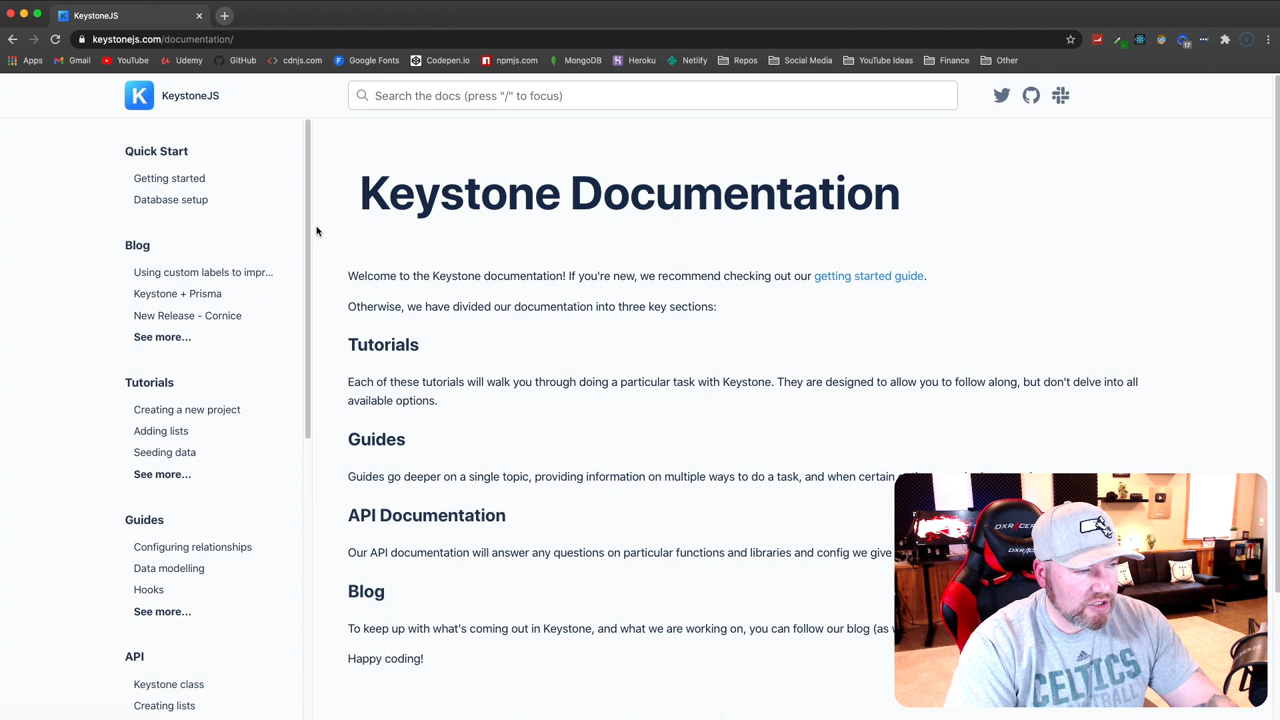 KeystoneJS
keystonejs.com/documentation/
17
Apps Gmail YouTube Udemy GitHub cdnjs.com Google Fonts Codepen.io npmjs.com MongoDB Heroku Netlify Repos Social Media YouTube Ideas Finance Other
K KeystoneJS
Search the docs (press "/" to focus)
Quick Start
Getting started
Database setup
Blog
Using custom labels to impr...
Keystone + Prisma
New Release - Cornice
See more...
Tutorials
Creating a new project
Adding lists
Seeding data
See more...
Guides
Configuring relationships
Data modelling
Hooks
See more...
API
Keystone class
Creating lists
Keystone Documentation
Welcome to the Keystone documentation! If you're new, we recommend checking out our getting started guide.
Otherwise, we have divided our documentation into three key sections:
Tutorials
Each of these tutorials will walk you through doing a particular task with Keystone. They are designed to allow you to follow along, but don't delve into all
available options.
Guides
Guides go deeper on a single topic, providing information on multiple ways to do a task, and when certain
API Documentation
Our API documentation will answer any questions on particular functions and libraries and config we give
Blog
To keep up with what's coming out in Keystone, and what we are working on, you can follow our blog (as
Happy coding!
DXRACER
DXRACER
CELTICS